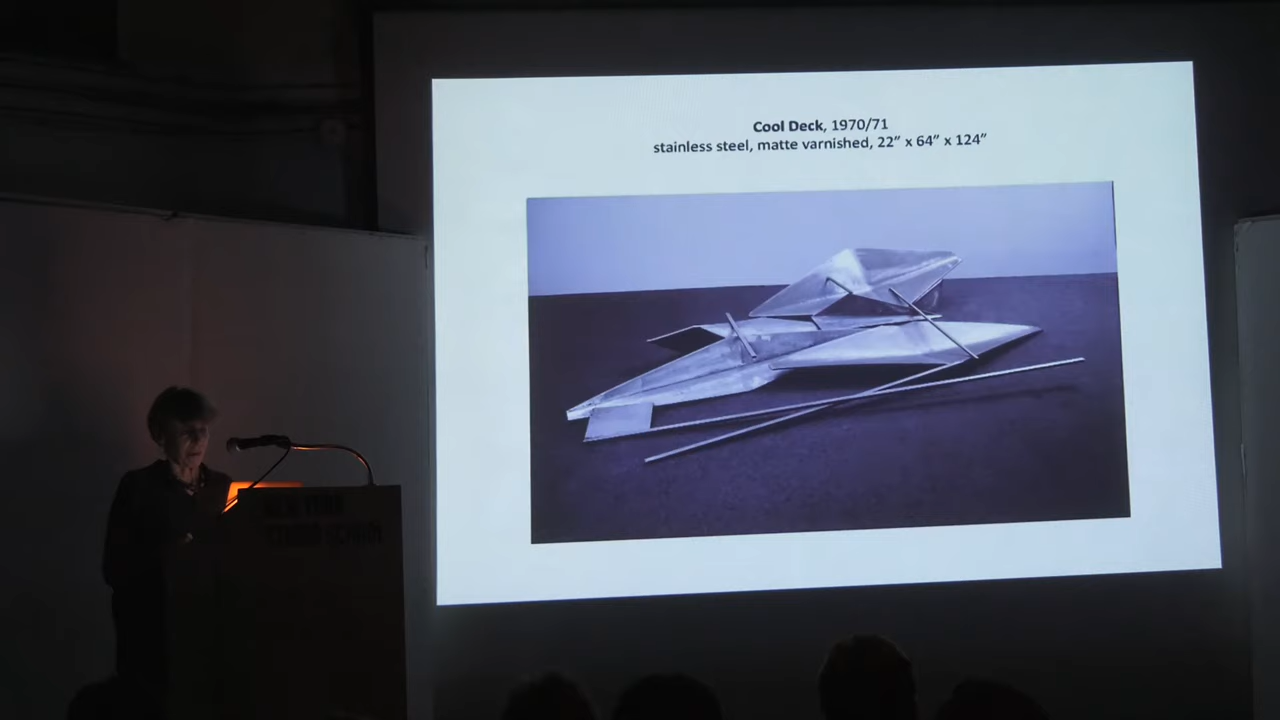 Cool Deck, 1970/71
stainless steel, matte varnished, 22” x 64” x 124”